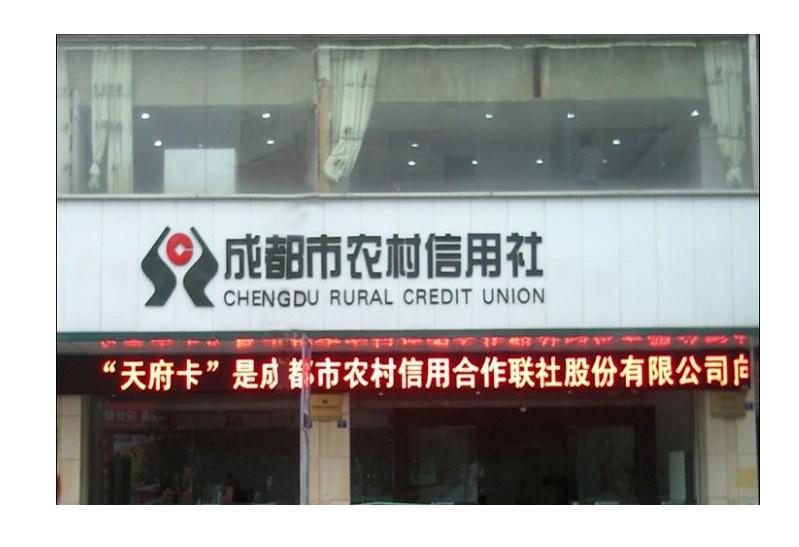 成都市农村信用社
CHENGDU RURAL CREDIT UNION
“天府卡”是成都市农村信用合作联社股份有限公司向